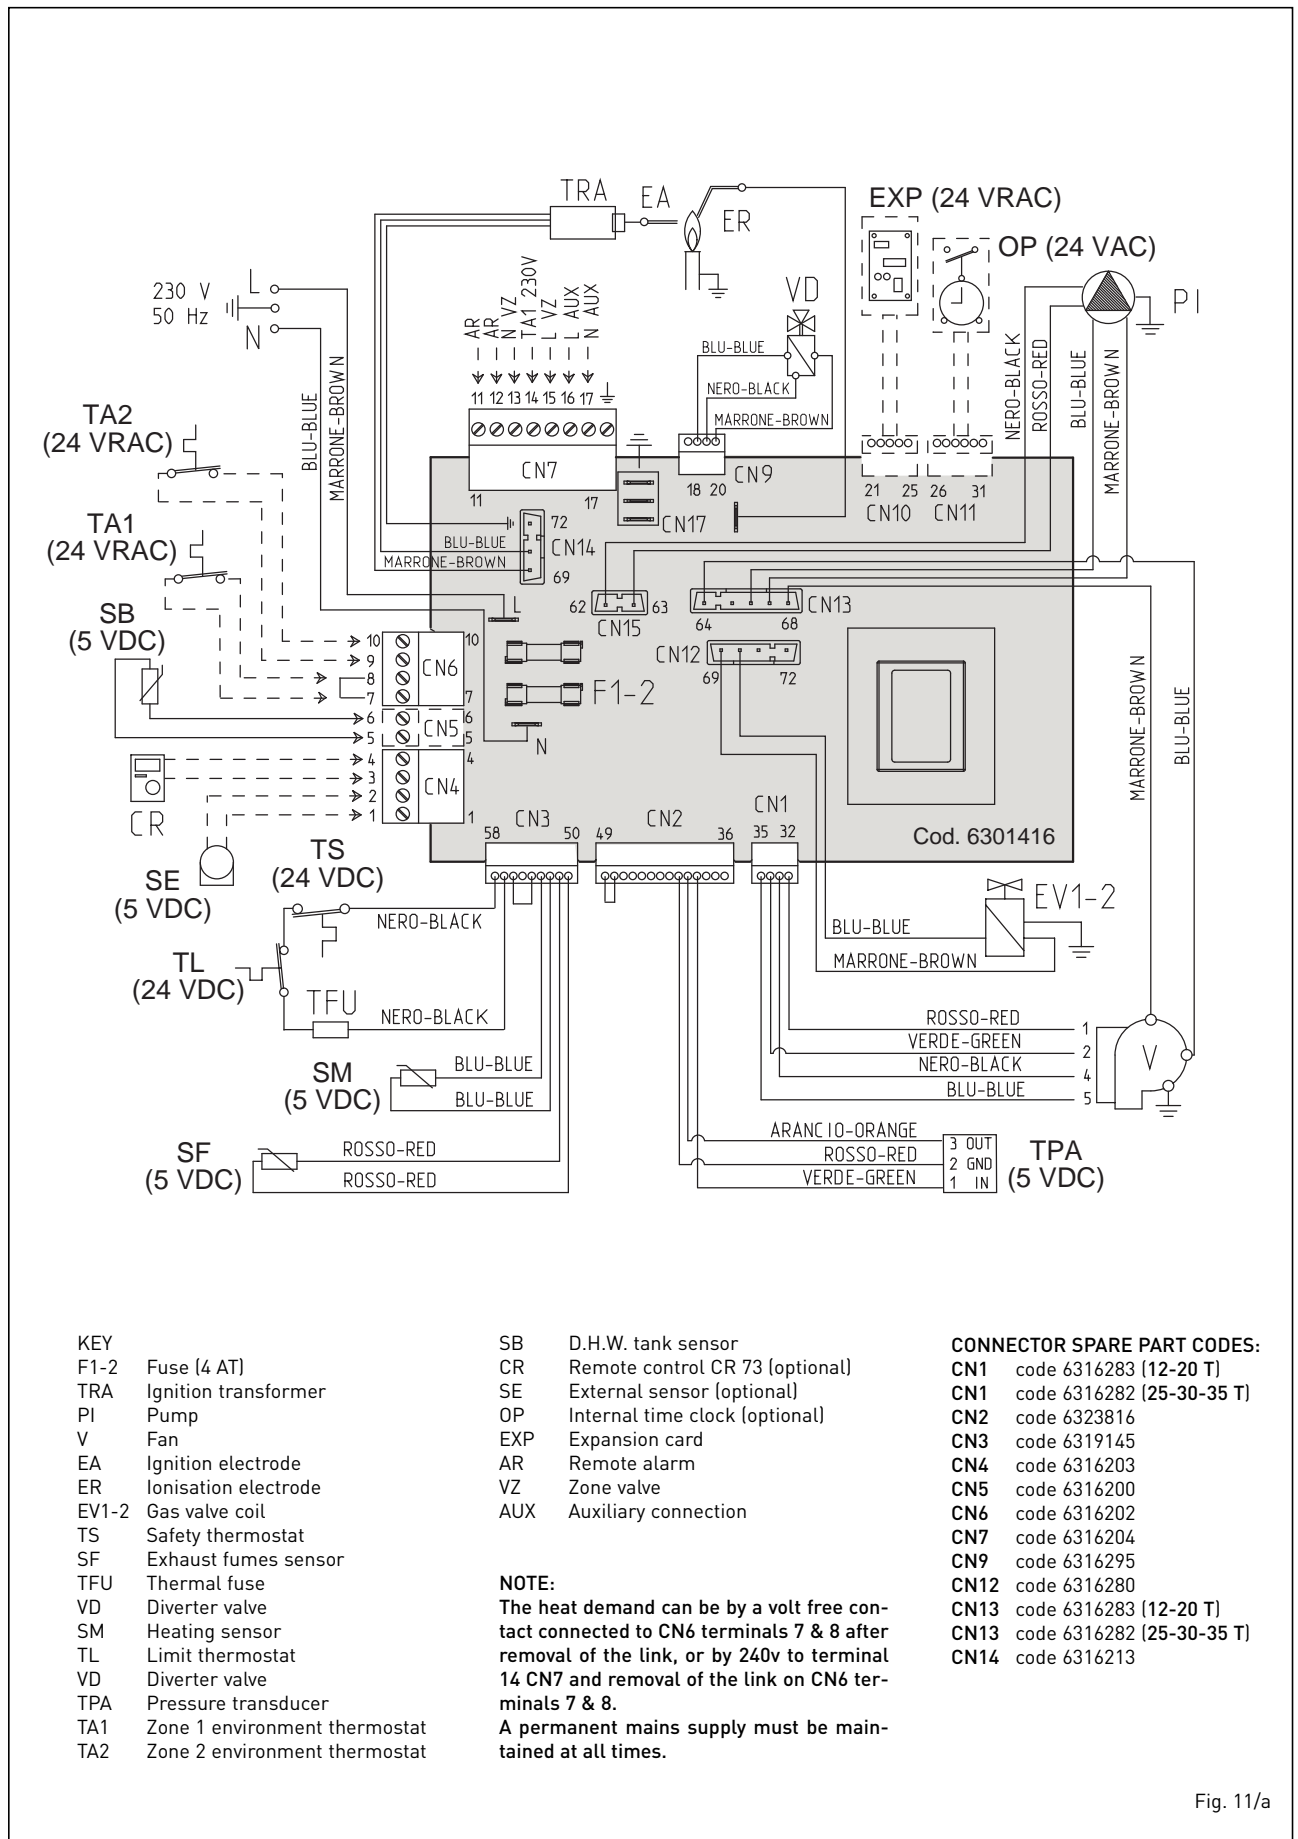 TRA
EA
ER
EXP (24 VRAC)
OP (24 VAC)
PI
VD
230 V
50 Hz
L
N
AR
AR
N VZ
TA1 230V
L VZ
L AUX
N AUX
11 12 13 14 15 16 17
BLU-BLUE
NERO-BLACK
MARRONE-BROWN
NERO-BLACK
ROSSO-RED
BLU-BLUE
MARRONE-BROWN
BLU-BLUE
MARRONE-BROWN
TA2
(24 VRAC)
CN7
11
17
CN9
18 20
21 25
CN10
26 31
CN11
CN17
TA1
(24 VRAC)
72
BLU-BLUE
CN14
MARRONE-BROWN
69
SB
(5 VDC)
L
62
63
CN15
64
68
CN13
CN12
69
72
10
9
8
7
CN6
10
7
F1-2
6
5
CN5
6
5
N
4
3
2
1
CN4
4
1
CR
MARRONE-BROWN
BLU-BLUE
SE
(5 VDC)
58
CN3
50
49
CN2
36
CN1
35 32
Cod. 6301416
TS
(24 VDC)
NERO-BLACK
TL
(24 VDC)
TFU
NERO-BLACK
EV1-2
BLU-BLUE
MARRONE-BROWN
ROSSO-RED
1
VERDE-GREEN
2
NERO-BLACK
4
BLU-BLUE
5
V
SM
(5 VDC)
BLU-BLUE
BLU-BLUE
SF
(5 VDC)
ROSSO-RED
ROSSO-RED
ARANCIO-ORANGE
3 OUT
ROSSO-RED
2 GND
VERDE-GREEN
1 IN
TPA
(5 VDC)
KEY
F1-2 Fuse (4 AT)
TRA Ignition transformer
PI Pump
V Fan
EA Ignition electrode
ER Ionisation electrode
EV1-2 Gas valve coil
TS Safety thermostat
SF Exhaust fumes sensor
TFU Thermal fuse
VD Diverter valve
SM Heating sensor
TL Limit thermostat
VD Diverter valve
TPA Pressure transducer
TA1 Zone 1 environment thermostat
TA2 Zone 2 environment thermostat
SB D.H.W. tank sensor
CR Remote control CR 73 (optional)
SE External sensor (optional)
OP Internal time clock (optional)
EXP Expansion card
AR Remote alarm
VZ Zone valve
AUX Auxiliary connection
NOTE:
The heat demand can be by a volt free con-
tact connected to CN6 terminals 7 & 8 after
removal of the link, or by 240v to terminal
14 CN7 and removal of the link on CN6 ter-
minals 7 & 8.
A permanent mains supply must be main-
tained at all times.
CONNECTOR SPARE PART CODES:
CN1 code 6316283 (12-20 T)
CN1 code 6316282 (25-30-35 T)
CN2 code 6323816
CN3 code 6319145
CN4 code 6316203
CN5 code 6316200
CN6 code 6316202
CN7 code 6316204
CN9 code 6316295
CN12 code 6316280
CN13 code 6316283 (12-20 T)
CN13 code 6316282 (25-30-35 T)
CN14 code 6316213
Fig. 11/a